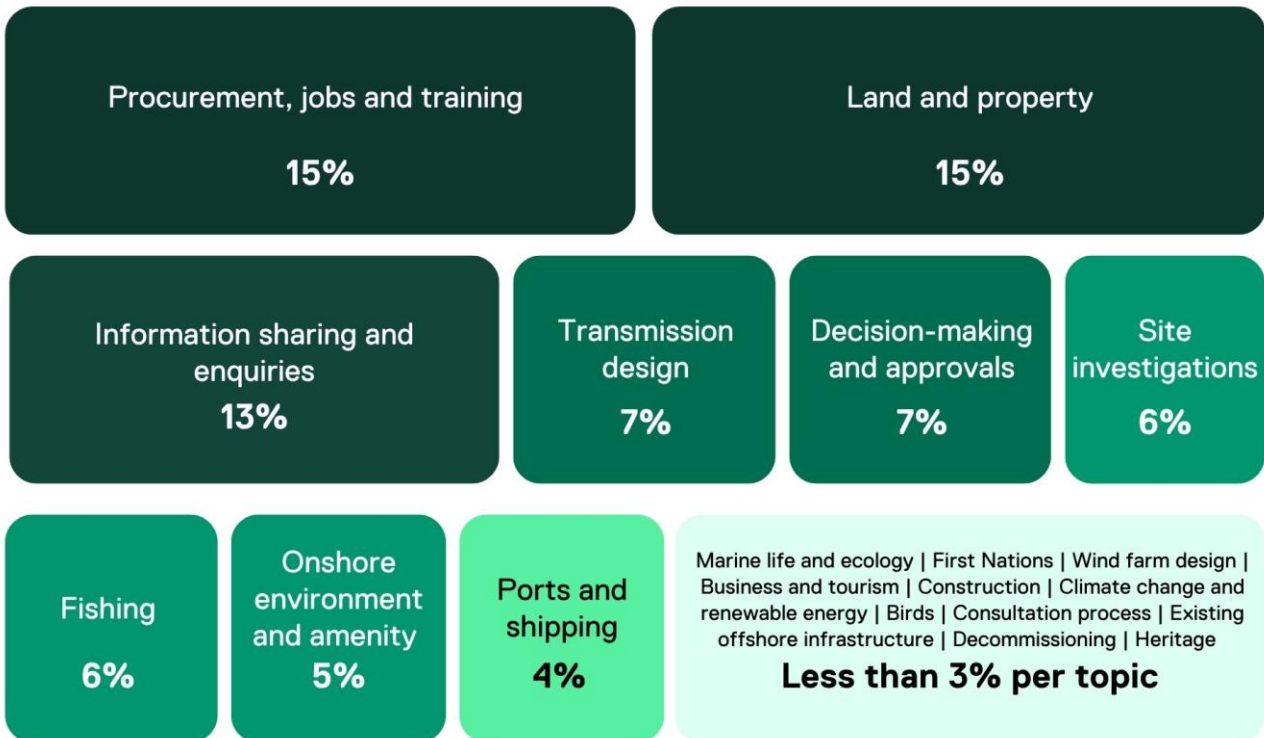 Procurement, jobs and training
15%
Land and property
15%
Information sharing and
enquiries
13%
Transmission
design
7%
Decision-making
and approvals
7%
Site
investigations
6%
Fishing
6%
Onshore
environment
and amenity
5%
Ports and
shipping
4%
Marine life and ecology | First Nations | Wind farm design |
Business and tourism | Construction | Climate change and
renewable energy | Birds | Consultation process | Existing
offshore infrastructure | Decommissioning | Heritage
Less than 3% per topic